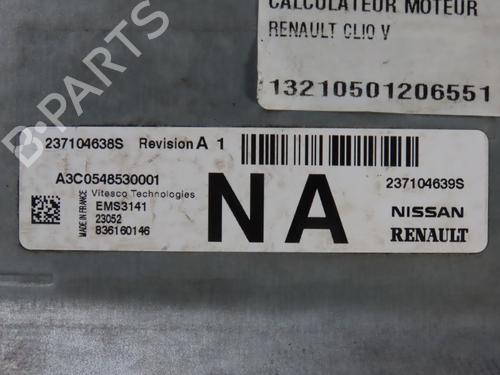 CALCULATEUR MOTEUR
RENAULT CLIO V
13210501206551
237104638S Revision A 1
A3C0548530001
Vitesco Technologies
EMS3141
23052
836160146
MADE IN FRANCE
NA
237104639S
NISSAN
RENAULT
B-PARTS